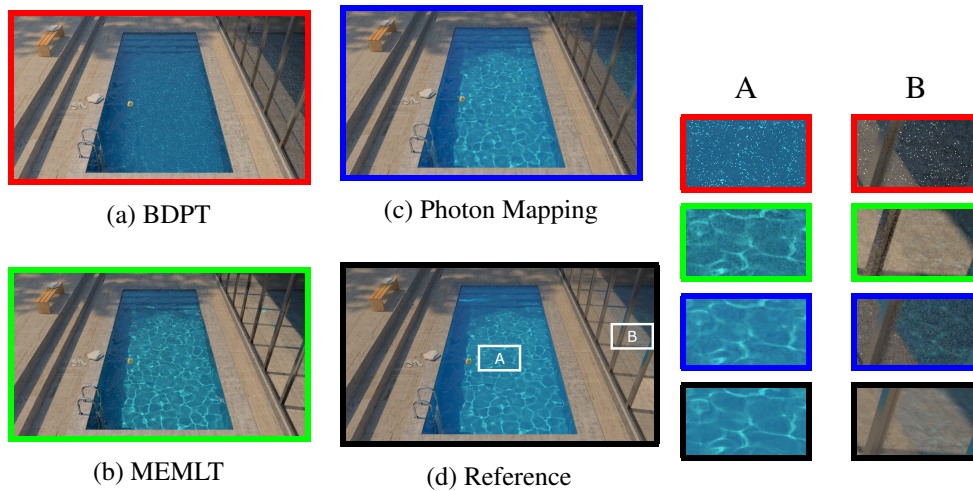 (a) BDPT
(c) Photon Mapping
A
B
(b) MEMLT
A
B
(d) Reference